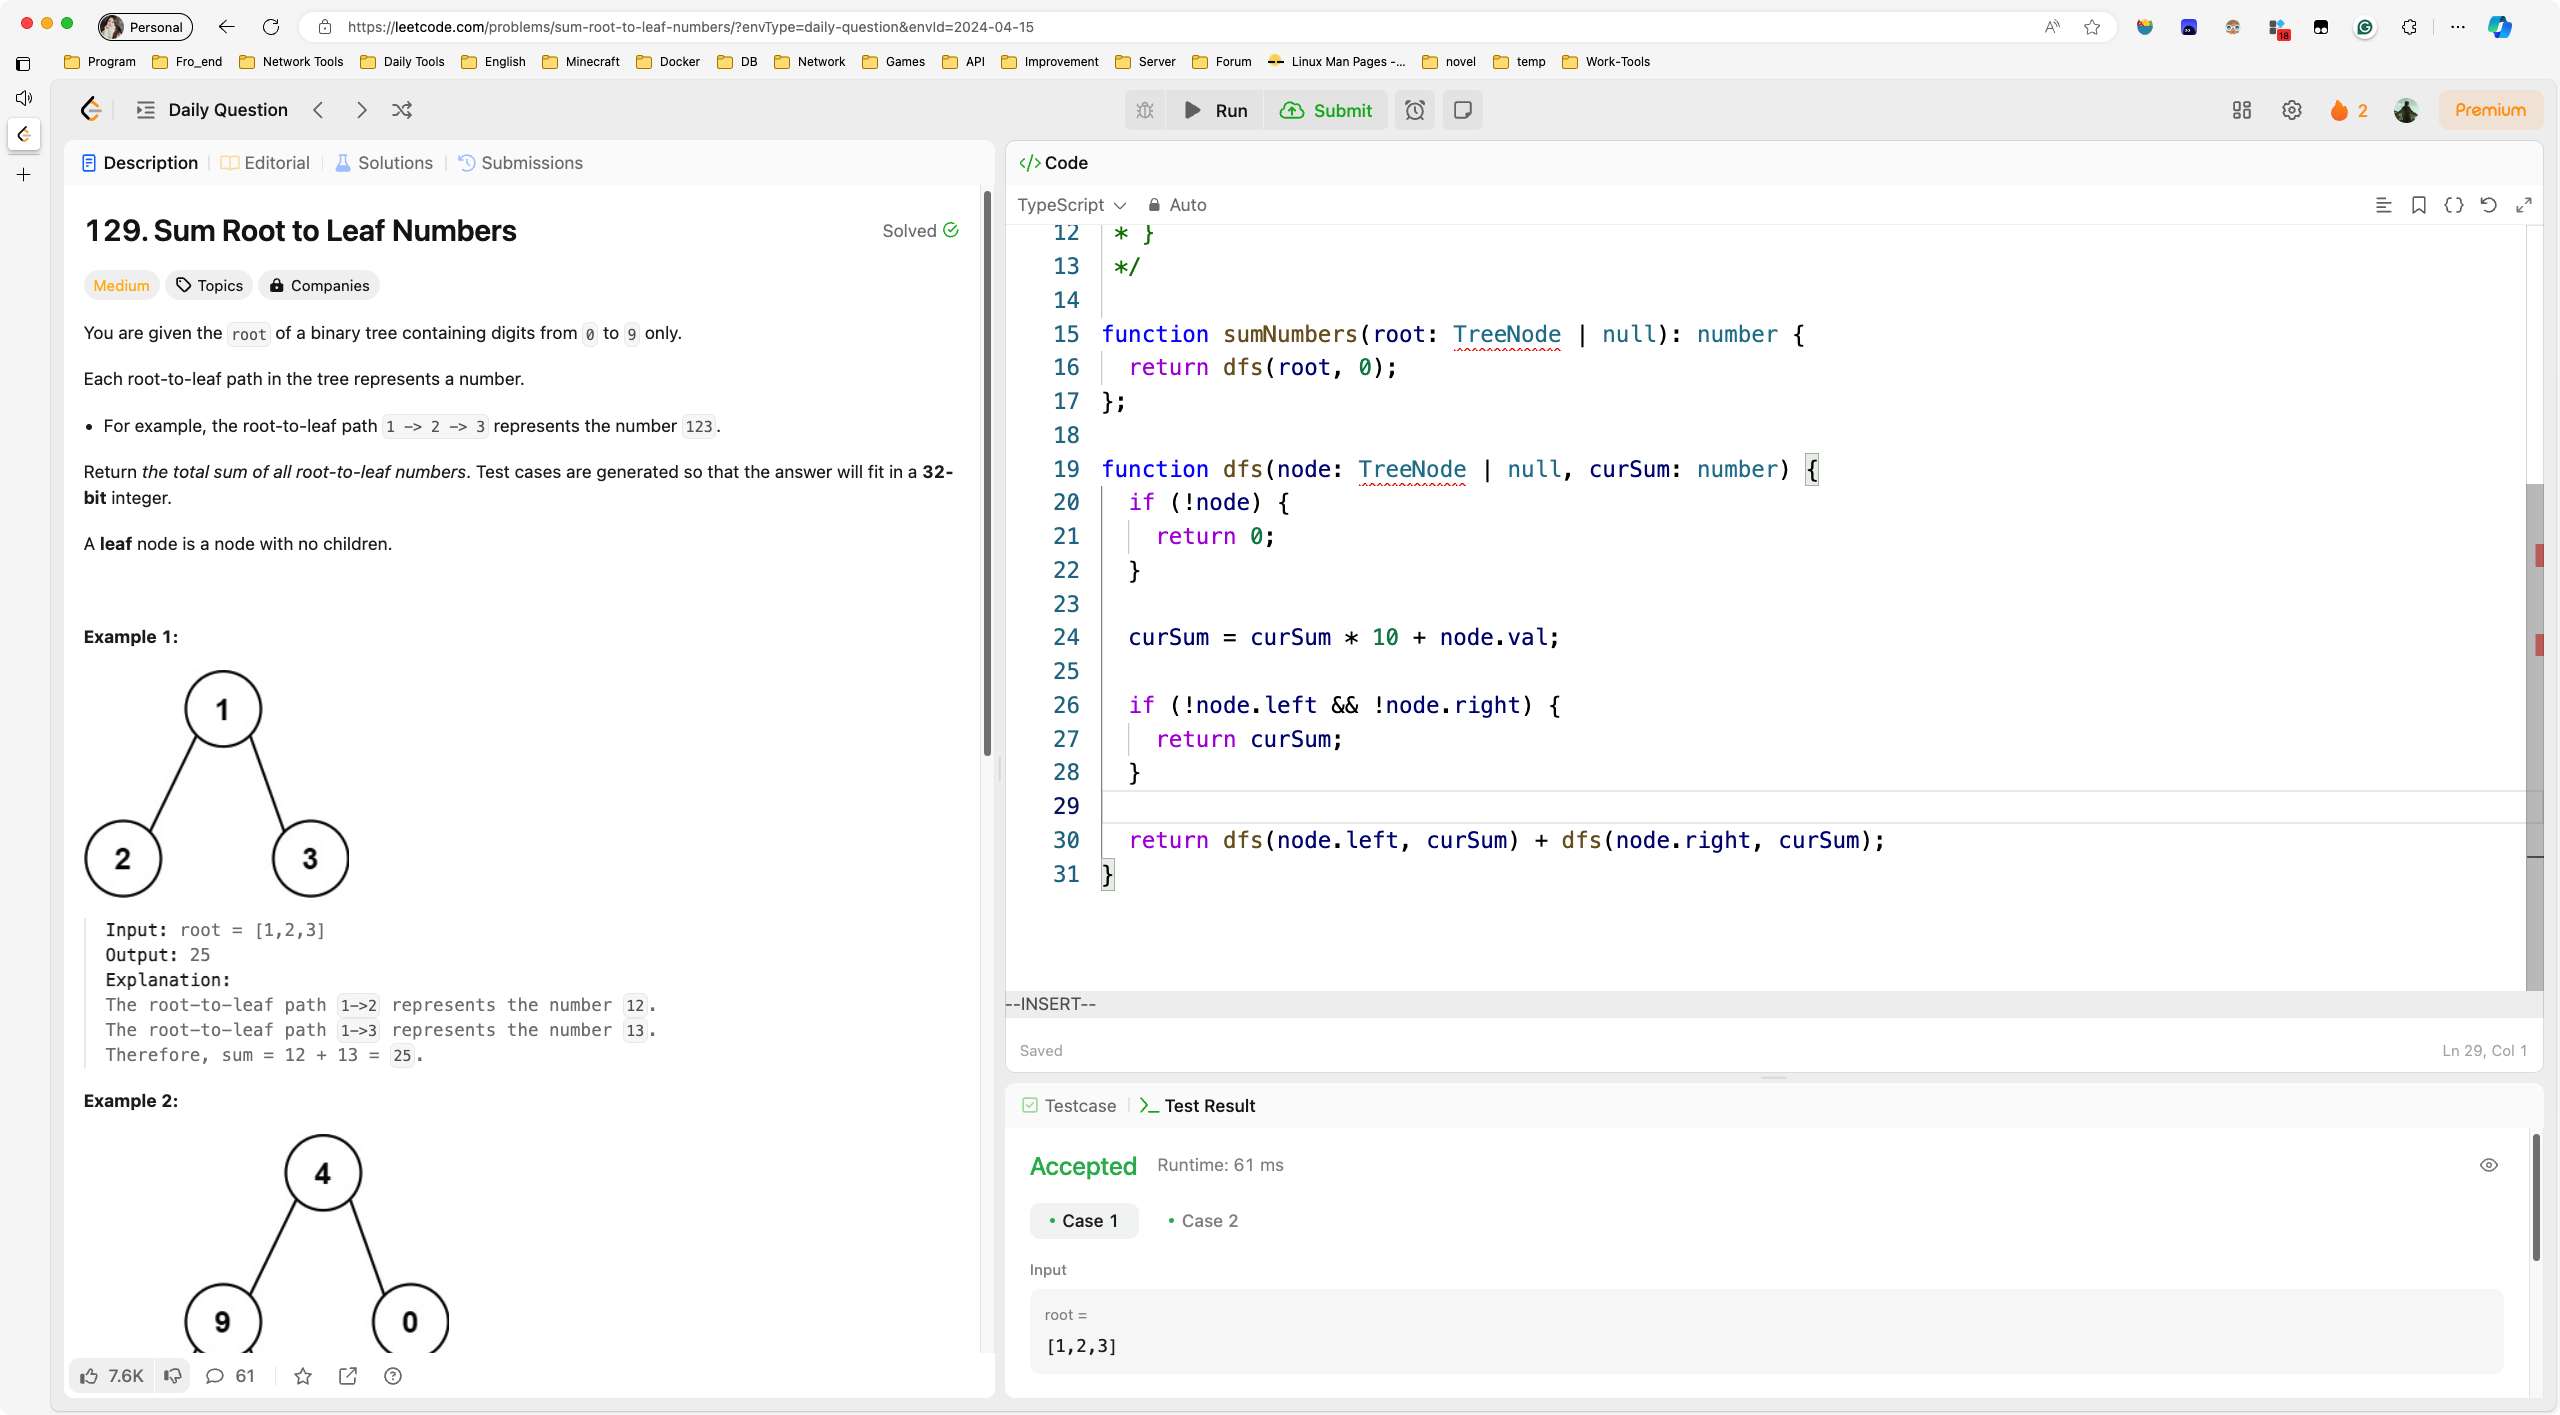 Personal
https://leetcode.com/problems/sum-root-to-leaf-numbers/?envType=daily-question&envId=2024-04-15
18
Program Fro_end Network Tools Daily Tools English Minecraft Docker DB Network Games API Improvement Server Forum Linux Man Pages -... novel temp Work-Tools
Daily Question
Run Submit
2
Premium
Description Editorial Solutions Submissions
129. Sum Root to Leaf Numbers
Solved
Medium Topics Companies
You are given the root of a binary tree containing digits from 0 to 9 only.
Each root-to-leaf path in the tree represents a number.
• For example, the root-to-leaf path 1 -> 2 -> 3 represents the number 123.
Return the total sum of all root-to-leaf numbers. Test cases are generated so that the answer will fit in a 32-
bit integer.
A leaf node is a node with no children.
Example 1:
1
2 3
Input: root = [1,2,3]
Output: 25
Explanation:
The root-to-leaf path 1->2 represents the number 12.
The root-to-leaf path 1->3 represents the number 13.
Therefore, sum = 12 + 13 = 25.
Example 2:
4
9 0
7.6K 61
</> Code
TypeScript Auto
12 * }
13 */
14
15 function sumNumbers(root: TreeNode | null): number {
16 return dfs(root, 0);
17 };
18
19 function dfs(node: TreeNode | null, curSum: number) {
20 if (!node) {
21 return 0;
22 }
23
24 curSum = curSum * 10 + node.val;
25
26 if (!node.left && !node.right) {
27 return curSum;
28 }
29
30 return dfs(node.left, curSum) + dfs(node.right, curSum);
31 }
--INSERT--
Saved
Ln 29, Col 1
Testcase >_ Test Result
Accepted Runtime: 61 ms
• Case 1 • Case 2
Input
root =
[1,2,3]